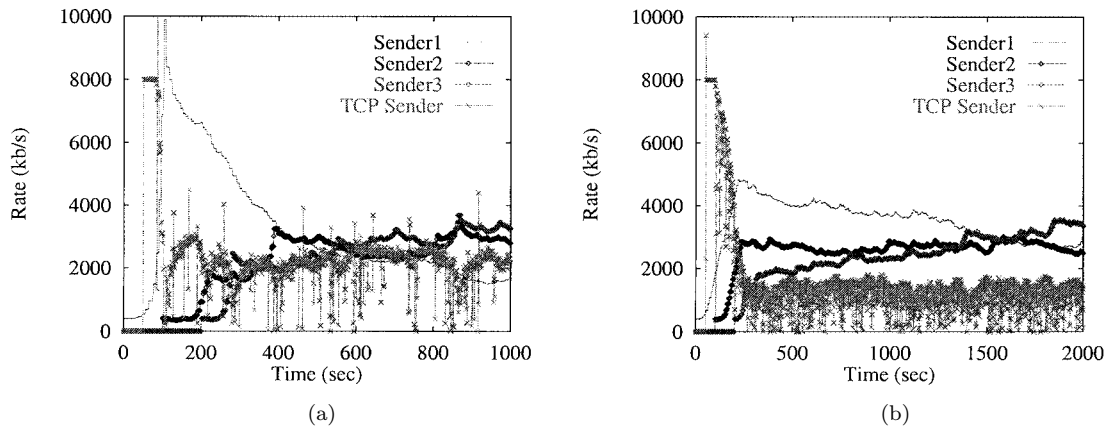 10000
8000
6000
4000
2000
0
Rate (kb/s)
Sender1
Sender2
Sender3
TCP Sender
0 200 400 600 800 1000
Time (sec)
(a)
10000
8000
6000
4000
2000
0
Rate (kb/s)
Sender1
Sender2
Sender3
TCP Sender
0 500 1000 1500 2000
Time (sec)
(b)